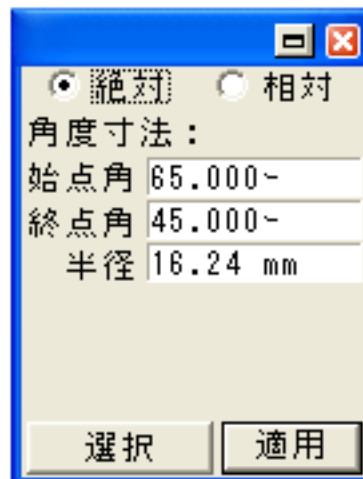 絶対 相対
角度寸法：
始点角 65.000~
終点角 45.000~
半径 16.24 mm
選択 適用